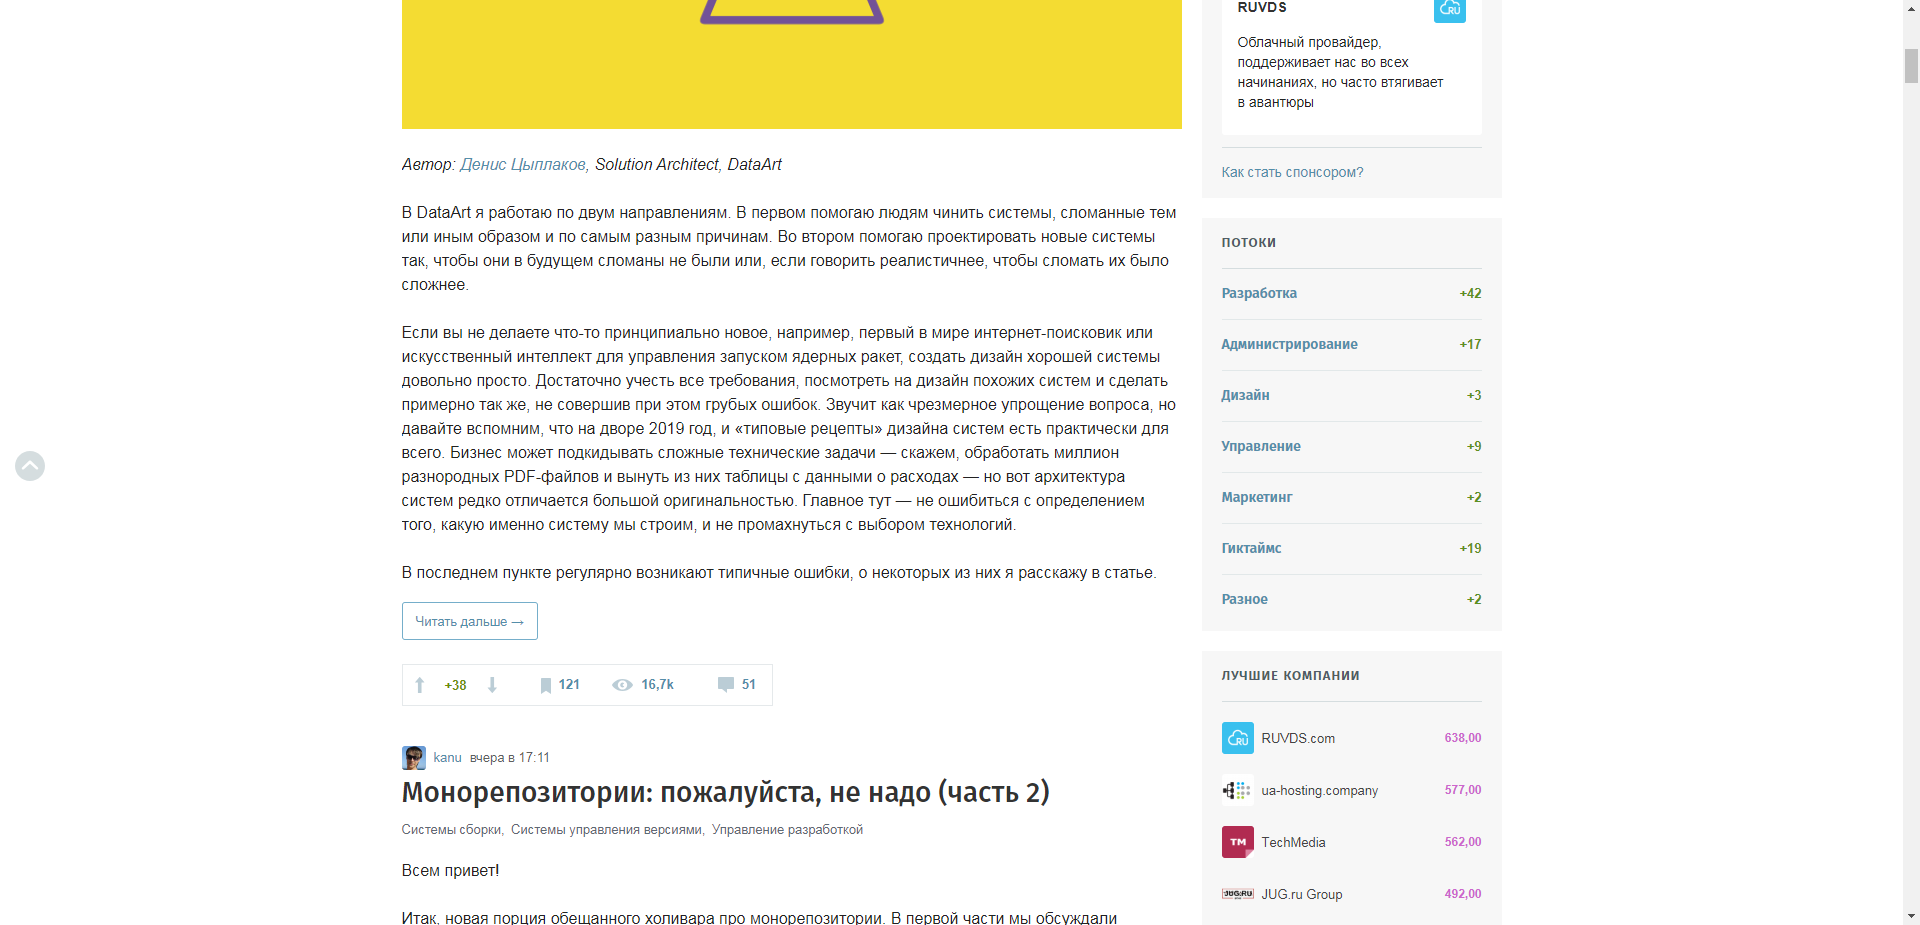 Автор: Денис Цыплаков, Solution Architect, DataArt
В DataArt я работаю по двум направлениям. В первом помогаю людям чинить системы, сломанные тем
или иным образом и по самым разным причинам. Во втором помогаю проектировать новые системы
так, чтобы они в будущем сломаны не были или, если говорить реалистичнее, чтобы сломать их было
сложнее.
Если вы не делаете что-то принципиально новое, например, первый в мире интернет-поисковик или
искусственный интеллект для управления запуском ядерных ракет, создать дизайн хорошей системы
довольно просто. Достаточно учесть все требования, посмотреть на дизайн похожих систем и сделать
примерно так же, не совершив при этом грубых ошибок. Звучит как чрезмерное упрощение вопроса, но
давайте вспомним, что на дворе 2019 год, и «типовые рецепты» дизайна систем есть практически для
всего. Бизнес может подкидывать сложные технические задачи — скажем, обработать миллион
разнородных PDF-файлов и вынуть из них таблицы с данными о расходах — но вот архитектура
систем редко отличается большой оригинальностью. Главное тут — не ошибиться с определением
того, какую именно систему мы строим, и не промахнуться с выбором технологий.
В последнем пункте регулярно возникают типичные ошибки, о некоторых из них я расскажу в статье.
Читать дальше →
+38 121 16,7k 51
kanu вчера в 17:11
Монорепозитории: пожалуйста, не надо (часть 2)
Системы сборки, Системы управления версиями, Управление разработкой
Всем привет!
Итак, новая порция обещанного холивара про монорепозитории. В первой части мы обсуждали
RUVDS
RU
Облачный провайдер,
поддерживает нас во всех
начинаниях, но часто втягивает
в авантюры
Как стать спонсором?
ПОТОКИ
Разработка +42
Администрирование +17
Дизайн +3
Управление +9
Маркетинг +2
Гиктаймс +19
Разное +2
ЛУЧШИЕ КОМПАНИИ
RU RUVDS.com 638,00
ua-hosting.company 577,00
TM TechMedia 562,00
JUG.RU JUG.ru Group 492,00